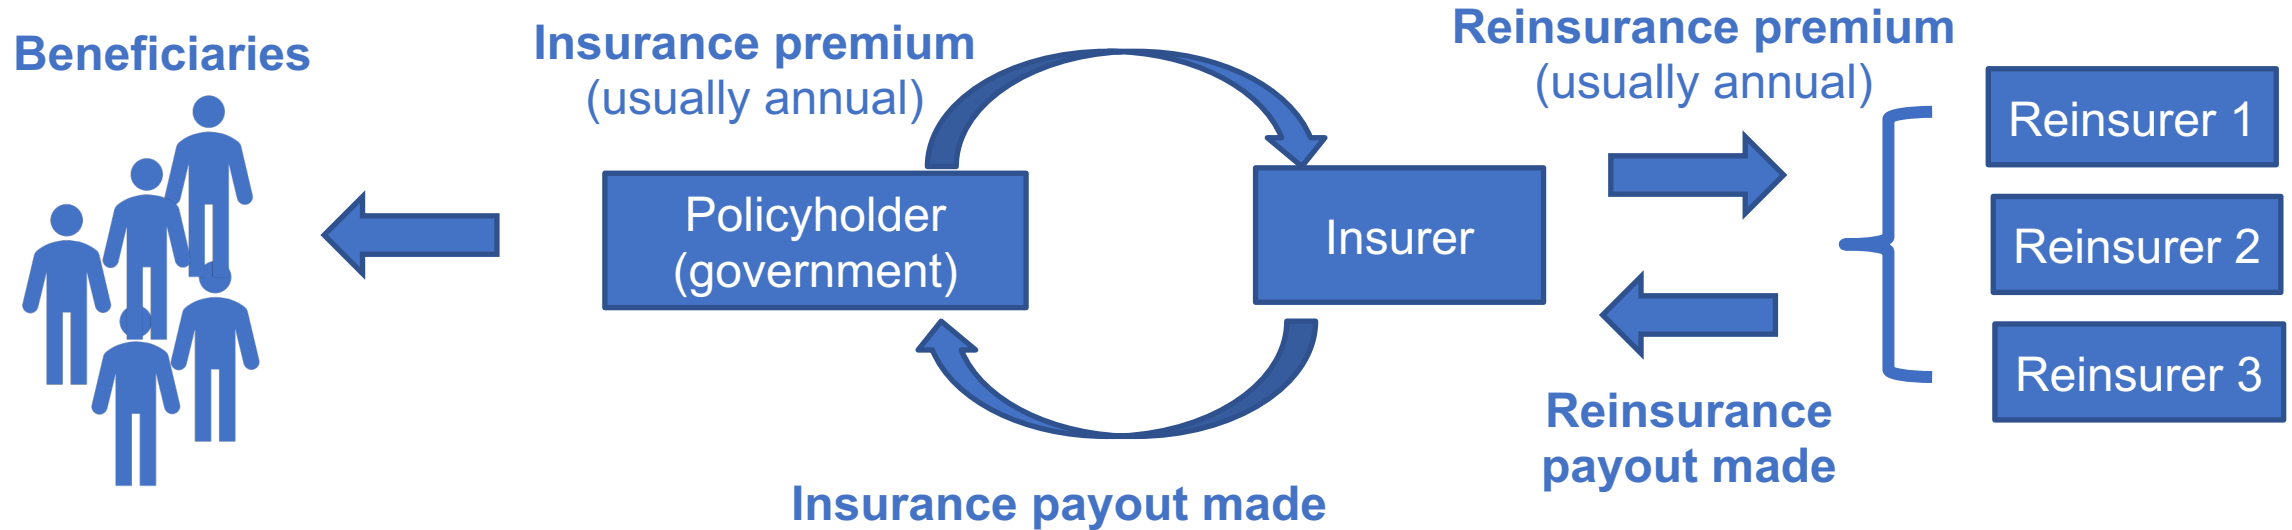 Beneficiaries
Insurance premium
(usually annual)
Reinsurance premium
(usually annual)
Policyholder
(government)
Insurer
Reinsurer 1
Reinsurer 2
Reinsurer 3
Insurance payout made
Reinsurance
payout made